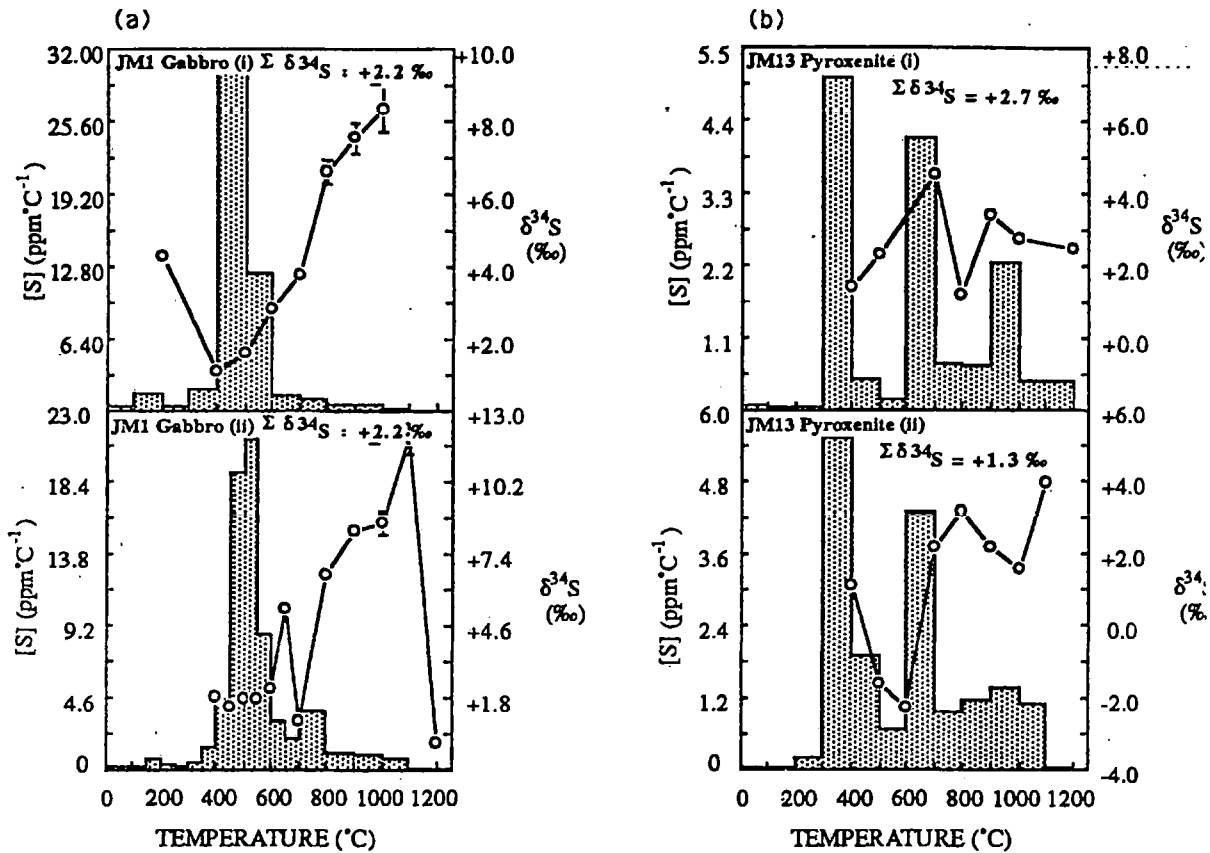 (a)
(b)
JM1 Gabbro (i) Σ δ34S : +2.2 ‰
32.00
25.60
19.20
12.80
6.40
[S] (ppm°C-1)
+10.0
+8.0
+6.0
+4.0
+2.0
δ34S
(‰)
JM13 Pyroxenite (i)
Σ δ34S = +2.7 ‰
5.5
4.4
3.3
2.2
1.1
[S] (ppm°C-1)
+8.0
+6.0
+4.0
+2.0
+0.0
δ34S
(‰)
JM1 Gabbro (ii) Σ δ34S : +2.2 ‰
23.0
18.4
13.8
9.2
4.6
0
[S] (ppm°C-1)
+13.0
+10.2
+7.4
+4.6
+1.8
δ34S
(‰)
0 200 400 600 800 1000 1200
TEMPERATURE (°C)
JM13 Pyroxenite (ii)
Σ δ34S = +1.3 ‰
6.0
4.8
3.6
2.4
1.2
0
[S] (ppm°C-1)
+6.0
+4.0
+2.0
0.0
-2.0
-4.0
δ34S
(‰
0 200 400 600 800 1000 1200
TEMPERATURE (°C)